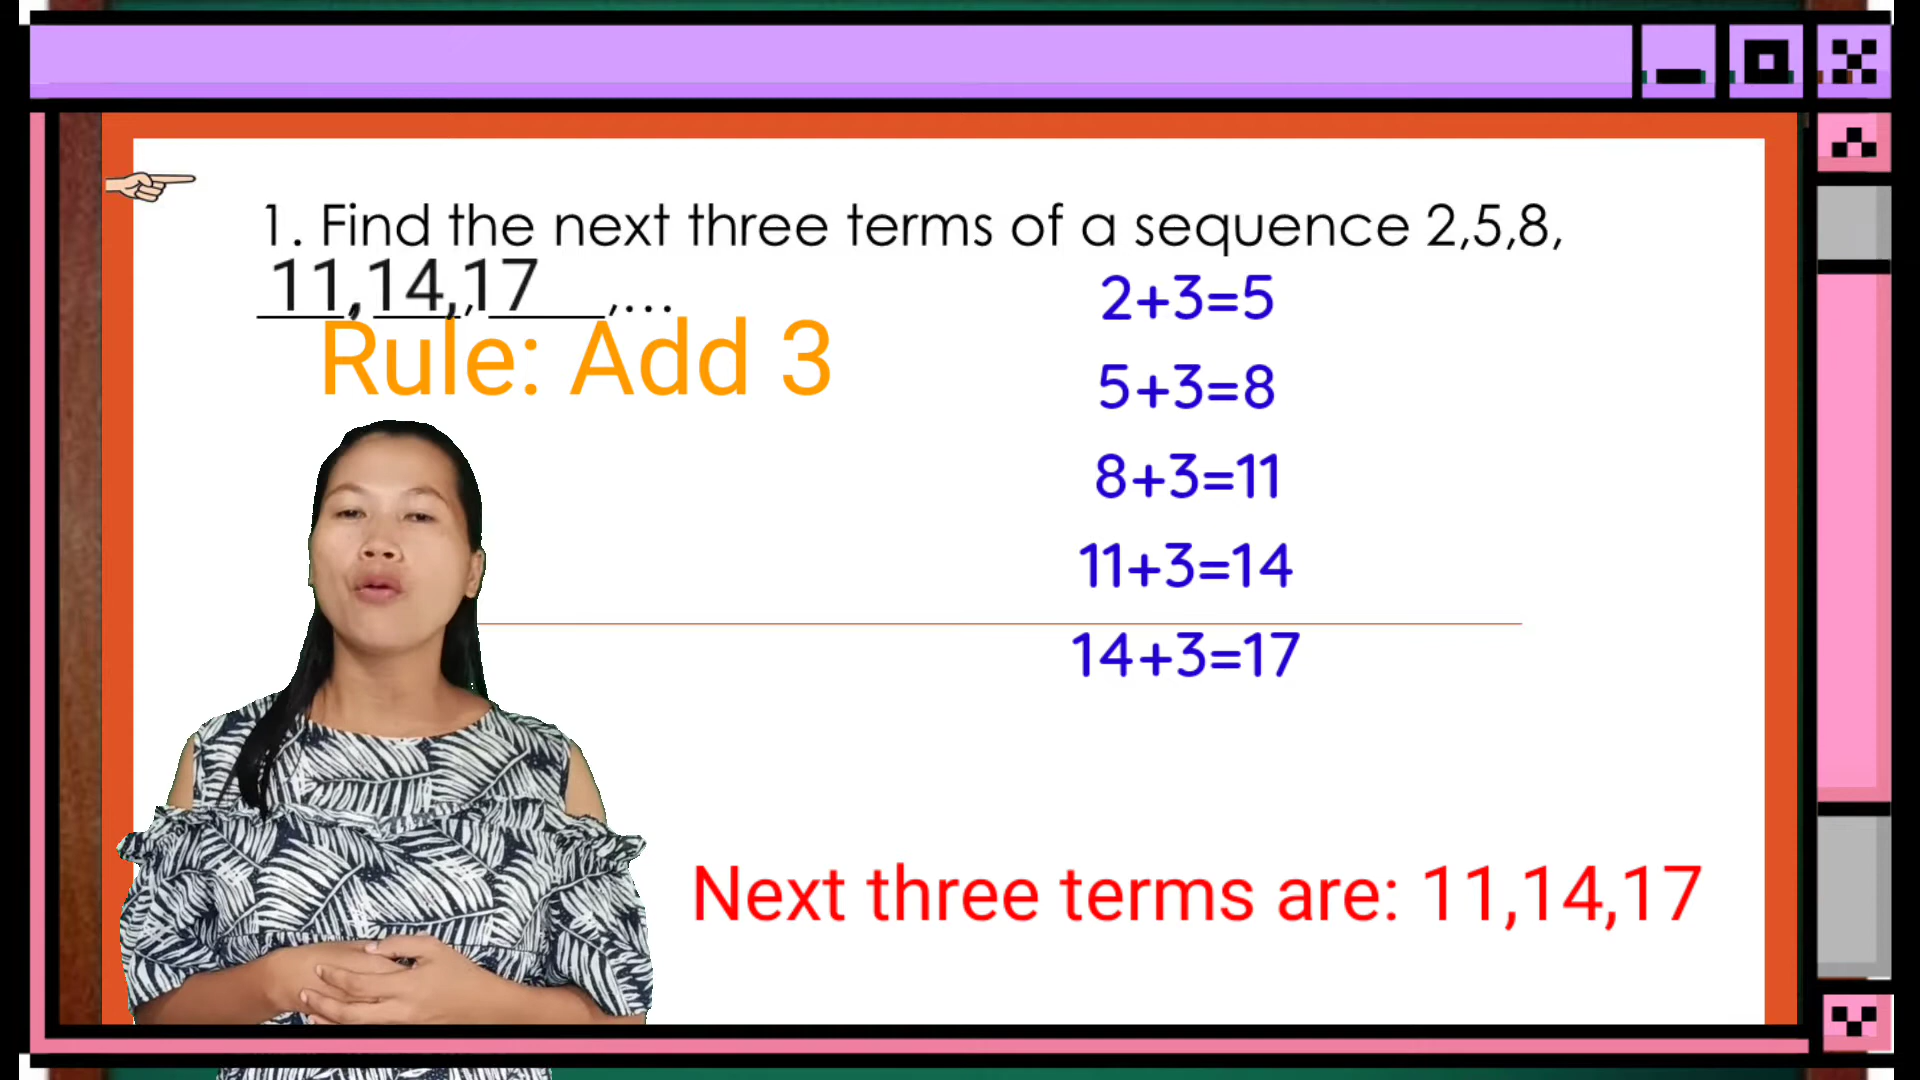 1. Find the next three terms of a sequence 2,5,8,
11,14,17,...
Rule: Add 3
2+3=5
5+3=8
8+3=11
11+3=14
14+3=17
Next three terms are: 11,14,17